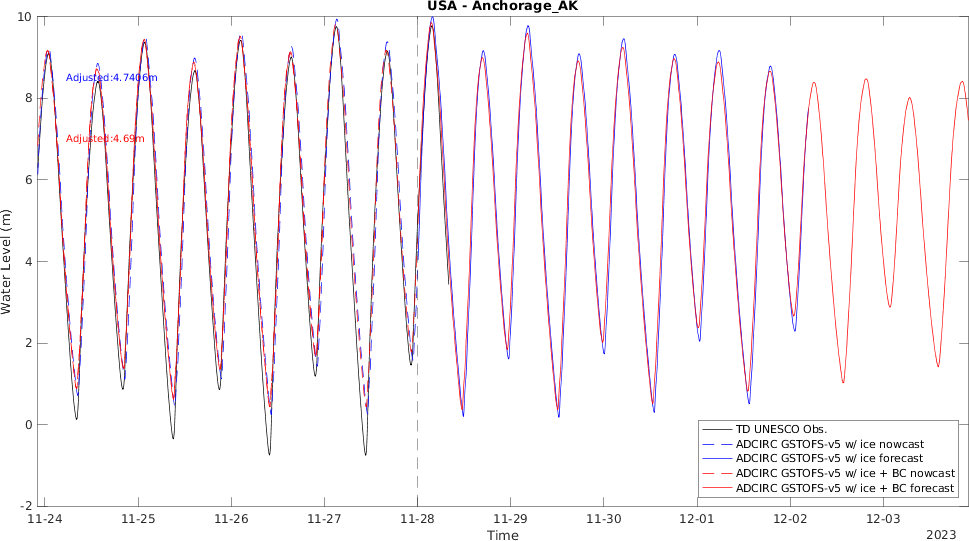 USA - Anchorage_AK
10
8
6
4
2
0
-2
Water Level (m)
Adjusted:4.7406m
Adjusted:4.69m
TD UNESCO Obs.
ADCIRC GSTOFS-v5 w/ ice nowcast
ADCIRC GSTOFS-v5 w/ ice forecast
ADCIRC GSTOFS-v5 w/ ice + BC nowcast
ADCIRC GSTOFS-v5 w/ ice + BC forecast
11-24 11-25 11-26 11-27 11-28 11-29 11-30 12-01 12-02 12-03
Time
2023